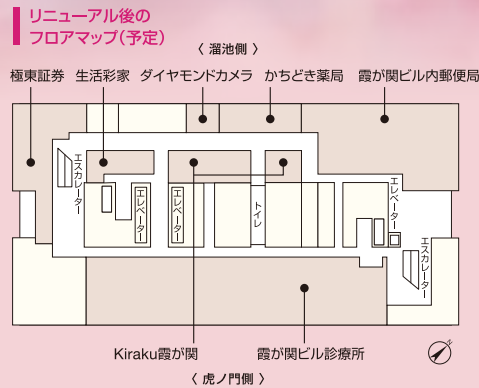 リニューアル後の
フロアマップ(予定)
〈 溜池側 〉
極東証券 生活彩家 ダイヤモンドカメラ かちどき薬局 霞が関ビル内郵便局
エスカレーター
エレベーター
エレベーター
トイレ
エレベーター
エスカレーター
Kiraku霞が関 霞が関ビル診療所
〈 虎ノ門側 〉
N